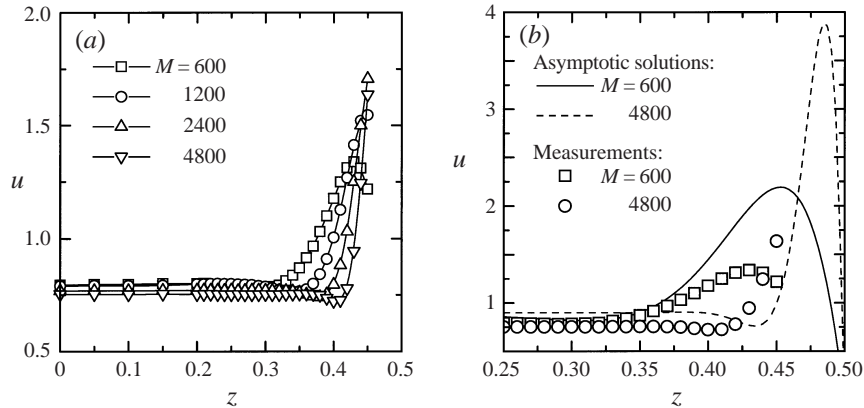 (a)
M = 600
1200
2400
4800
2.0
1.5
1.0
0.5
u
0
0.1
0.2
0.3
0.4
0.5
z
(b)
Asymptotic solutions:
M = 600
4800
Measurements:
M = 600
4800
4
3
2
1
u
0.25
0.30
0.35
0.40
0.45
0.50
z